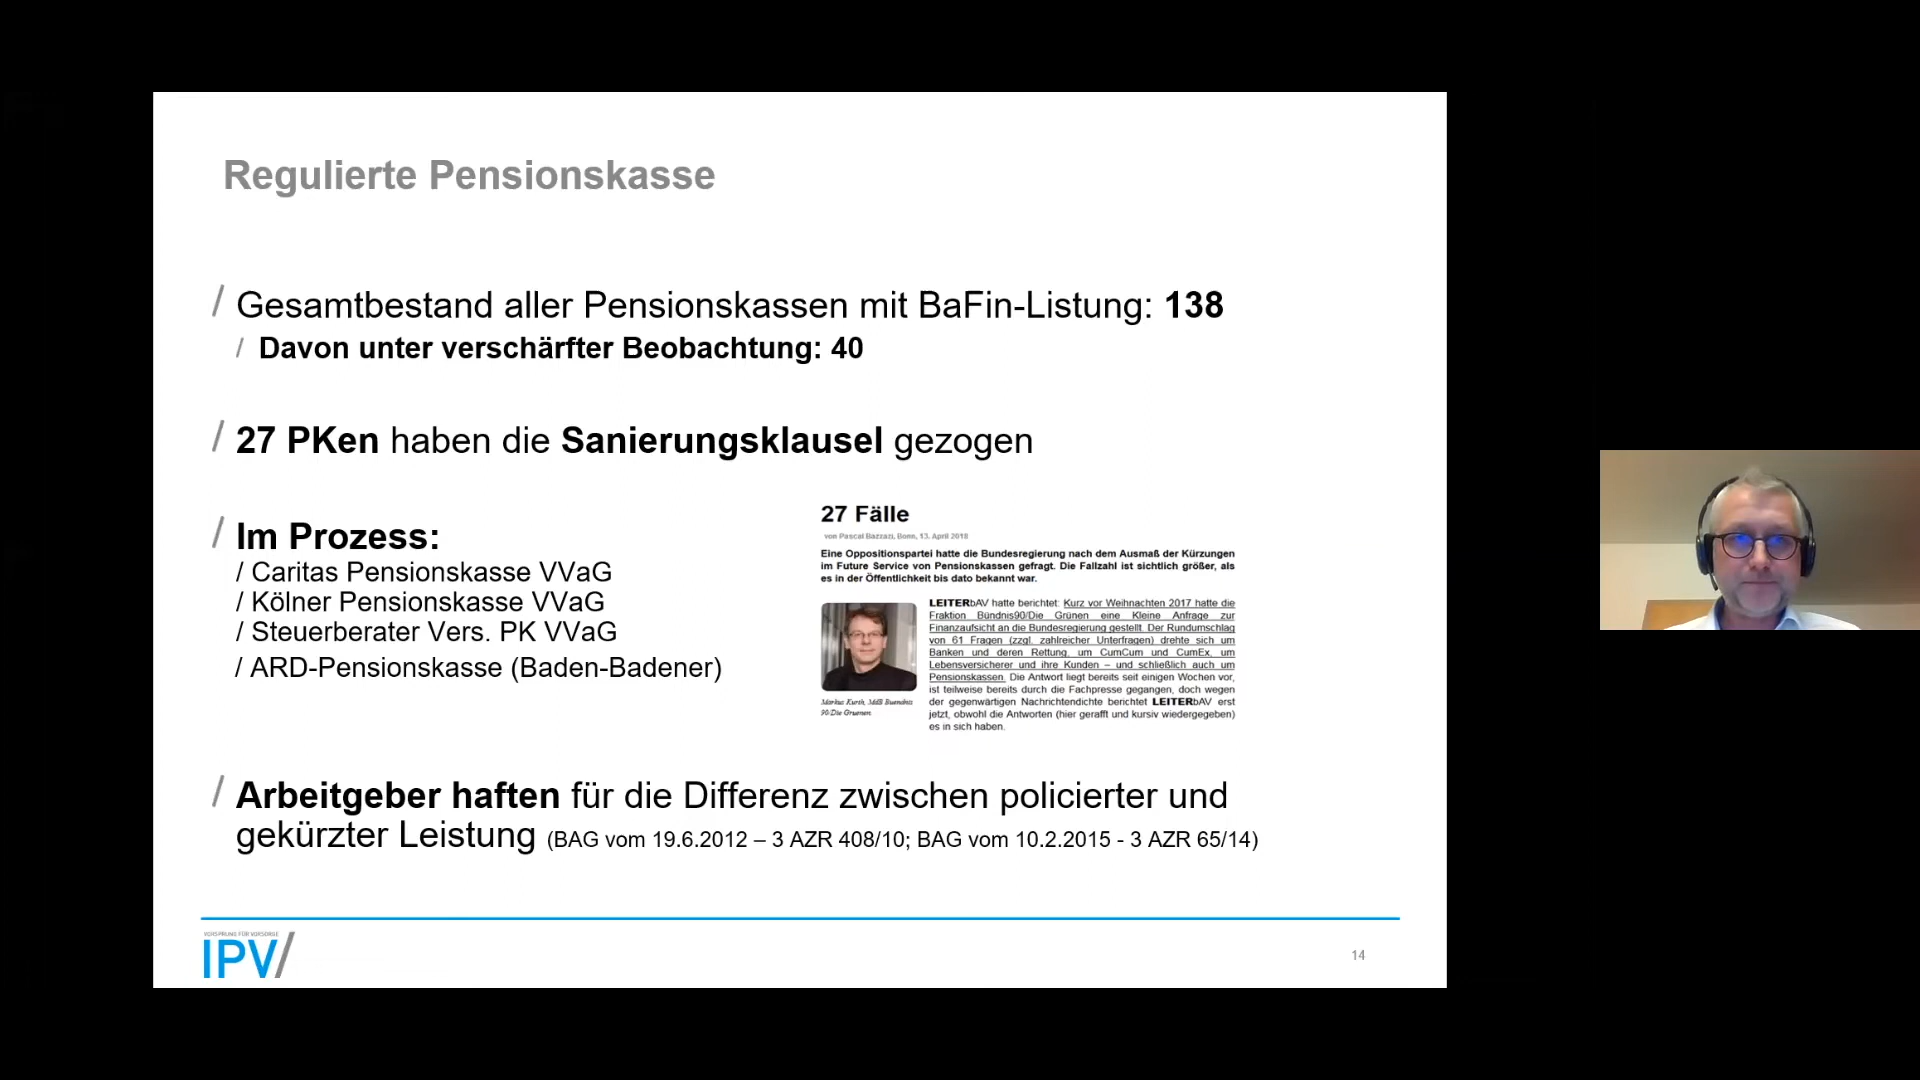 Regulierte Pensionskasse
/ Gesamtbestand aller Pensionskassen mit BaFin-Listung: 138
/ Davon unter verschärfter Beobachtung: 40
/ 27 PKen haben die Sanierungsklausel gezogen
/ Im Prozess:
/ Caritas Pensionskasse VVaG
/ Kölner Pensionskasse VVaG
/ Steuerberater Vers. PK VVaG
/ ARD-Pensionskasse (Baden-Badener)
27 Fälle
von Pascal Bazzazi, Bonn, 13. April 2018
Eine Oppositionspartei hatte die Bundesregierung nach dem Ausmaß der Kürzungen
im Future Service von Pensionskassen gefragt. Die Fallzahl ist sichtlich größer, als
es in der Öffentlichkeit bis dato bekannt war.
LEITERbAV hatte berichtet: Kurz vor Weihnachten 2017 hatte die
Fraktion Bündnis90/Die Grünen eine Kleine Anfrage zur
Finanzaufsicht an die Bundesregierung gestellt. Der Rundumschlag
von 61 Fragen (zzgl. zahlreicher Unterfragen) drehte sich um
Banken und deren Rettung, um CumCum und CumEx, um
Lebensversicherer und ihre Kunden – und schließlich auch um
Pensionskassen. Die Antwort liegt bereits seit einigen Wochen vor,
ist teilweise bereits durch die Fachpresse gegangen, doch wegen
der gegenwärtigen Nachrichtendichte berichtet LEITERbAV erst
jetzt, obwohl die Antworten (hier gerafft und kursiv wiedergegeben)
es in sich haben.
Markus Kurth, MdB Buendnis
90/Die Gruenen
/ Arbeitgeber haften für die Differenz zwischen policierter und
gekürzter Leistung (BAG vom 19.6.2012 – 3 AZR 408/10; BAG vom 10.2.2015 - 3 AZR 65/14)
VORSPRUNG FÜR VORSORGE
IPV/
14